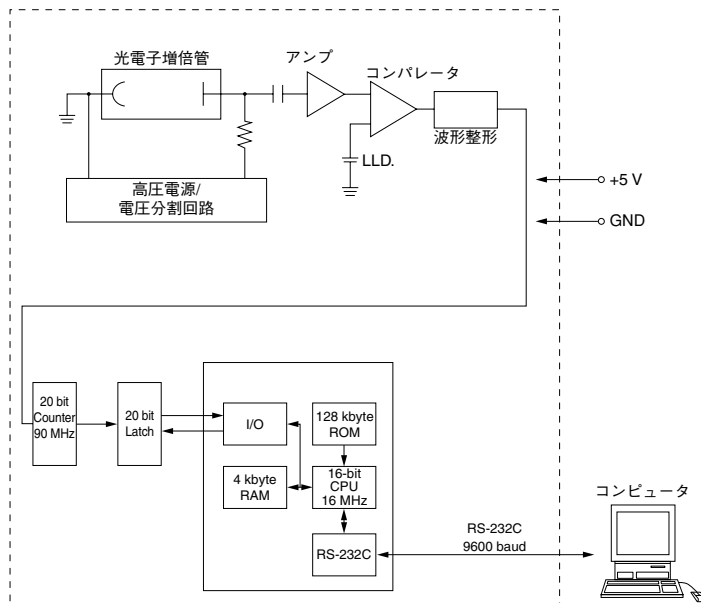 光電子増倍管
アンプ
コンパレータ
波形整形
LLD.
高圧電源/
電圧分割回路
+5 V
GND
20 bit
Counter
90 MHz
20 bit
Latch
I/O
128 kbyte
ROM
4 kbyte
RAM
16-bit
CPU
16 MHz
RS-232C
RS-232C
9600 baud
コンピュータ